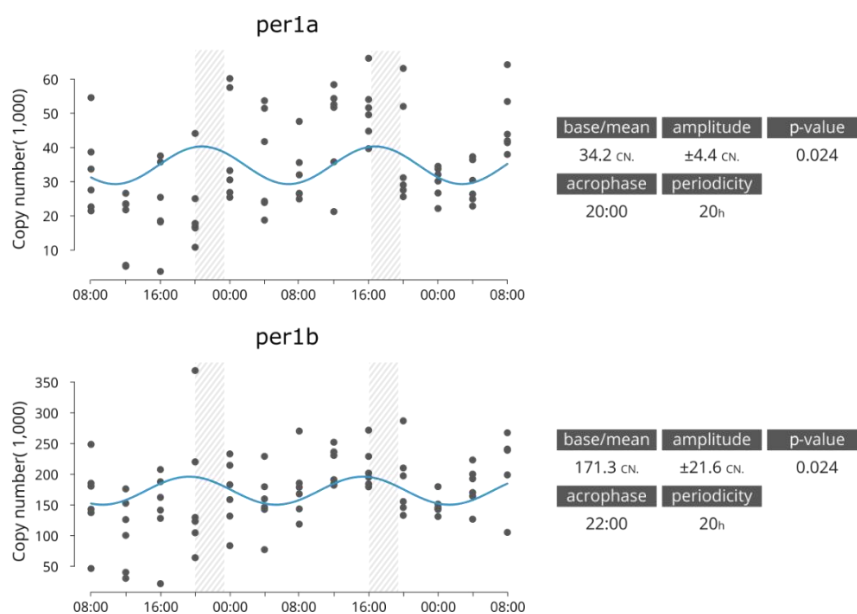 per1a
Copy number( 1,000)
60
50
40
30
20
10
08:00 16:00 00:00 08:00 16:00 00:00 08:00
base/mean amplitude p-value
34.2 CN. ±4.4 CN. 0.024
acrophase periodicity
20:00 20h
per1b
Copy number( 1,000)
350
300
250
200
150
100
50
08:00 16:00 00:00 08:00 16:00 00:00 08:00
base/mean amplitude p-value
171.3 CN. ±21.6 CN. 0.024
acrophase periodicity
22:00 20h